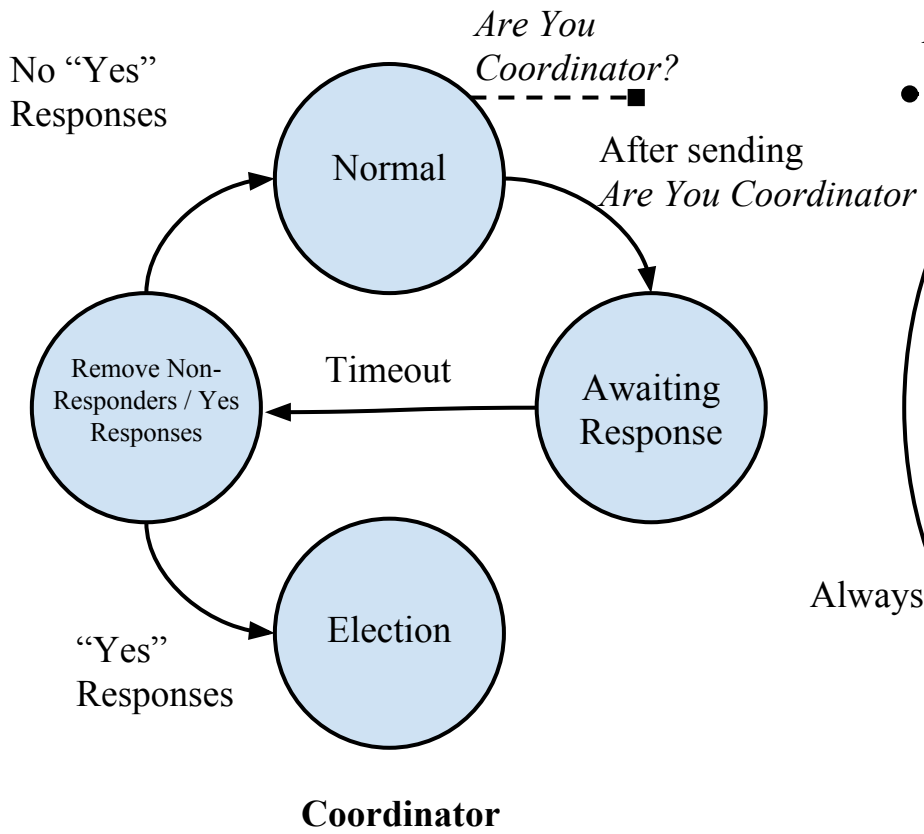 Are You
Coordinator?
No “Yes”
Responses
Normal
After sending
Are You Coordinator
Remove Non-
Responders / Yes
Responses
Timeout
Awaiting
Response
Always
Election
“Yes”
Responses
Coordinator